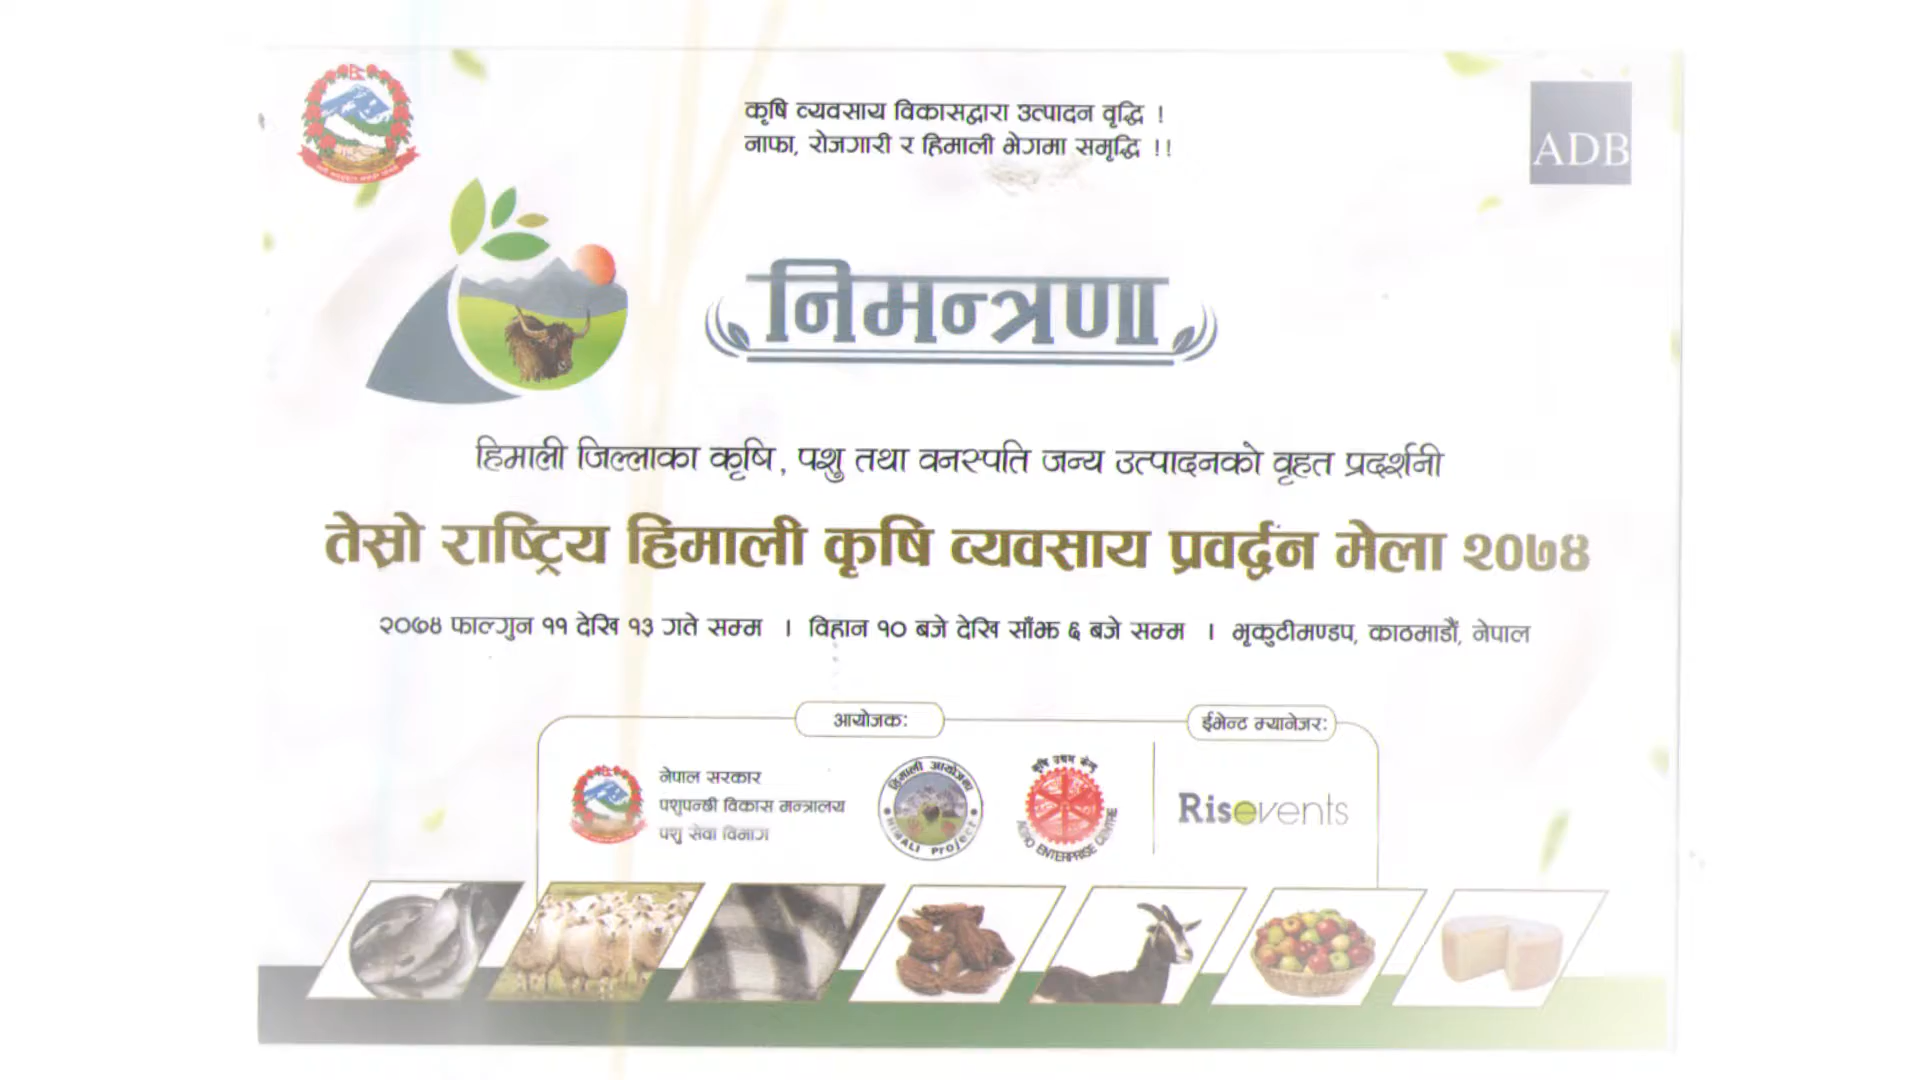 कृषि व्यवसाय विकासद्वारा उत्पादन वृद्धि !
नाफा, रोजगारी र हिमाली भेगमा समृद्धि !!
ADB
निमन्त्रणा
हिमाली जिल्लाका कृषि, पशु तथा वनस्पति जन्य उत्पादनको वृहत प्रदर्शनी
तेस्रो राष्ट्रिय हिमाली कृषि व्यवसाय प्रवर्द्धन मेला २०७४
२०७४ फाल्गुन ११ देखि १३ गते सम्म । विहान १० बजे देखि साँझ ६ बजे सम्म । भृकुटीमण्डप, काठमाडौं, नेपाल
आयोजक:
ईभेन्ट म्यानेजर:
नेपाल सरकार
पशुपन्छी विकास मन्त्रालय
पशु सेवा विभाग
हिमाली आयोजना
HIMALI Project
कृषि उद्यम केन्द्र
AGRO ENTERPRISE CENTRE
Risevents